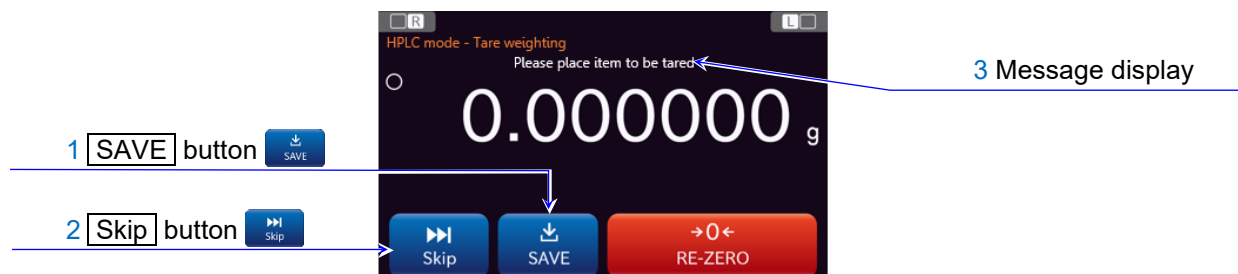 R
L
HPLC mode - Tare weighting
Please place item to be tared
3 Message display
0.000000 g
1 SAVE button
SAVE
2 Skip button
Skip
Skip
SAVE
→0←
RE-ZERO